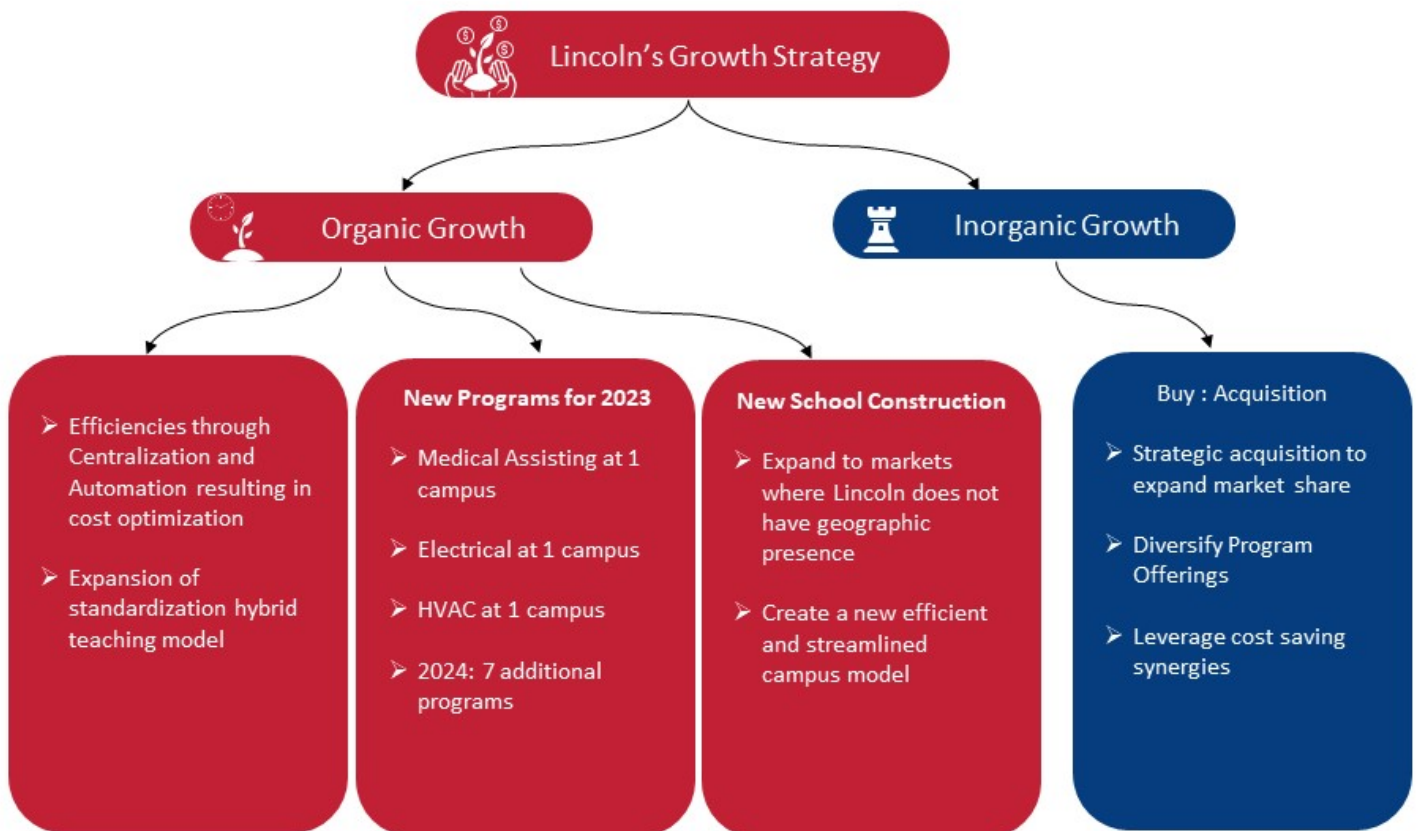 Lincoln's Growth Strategy
Organic Growth
Inorganic Growth
➢ Efficiencies through
Centralization and
Automation resulting in
cost optimization
➢ Expansion of
standardization hybrid
teaching model
New Programs for 2023
➢ Medical Assisting at 1
campus
➢ Electrical at 1 campus
➢ HVAC at 1 campus
➢ 2024: 7 additional
programs
New School Construction
➢ Expand to markets
where Lincoln does not
have geographic
presence
➢ Create a new efficient
and streamlined
campus model
Buy : Acquisition
➢ Strategic acquisition to
expand market share
➢ Diversify Program
Offerings
➢ Leverage cost saving
synergies